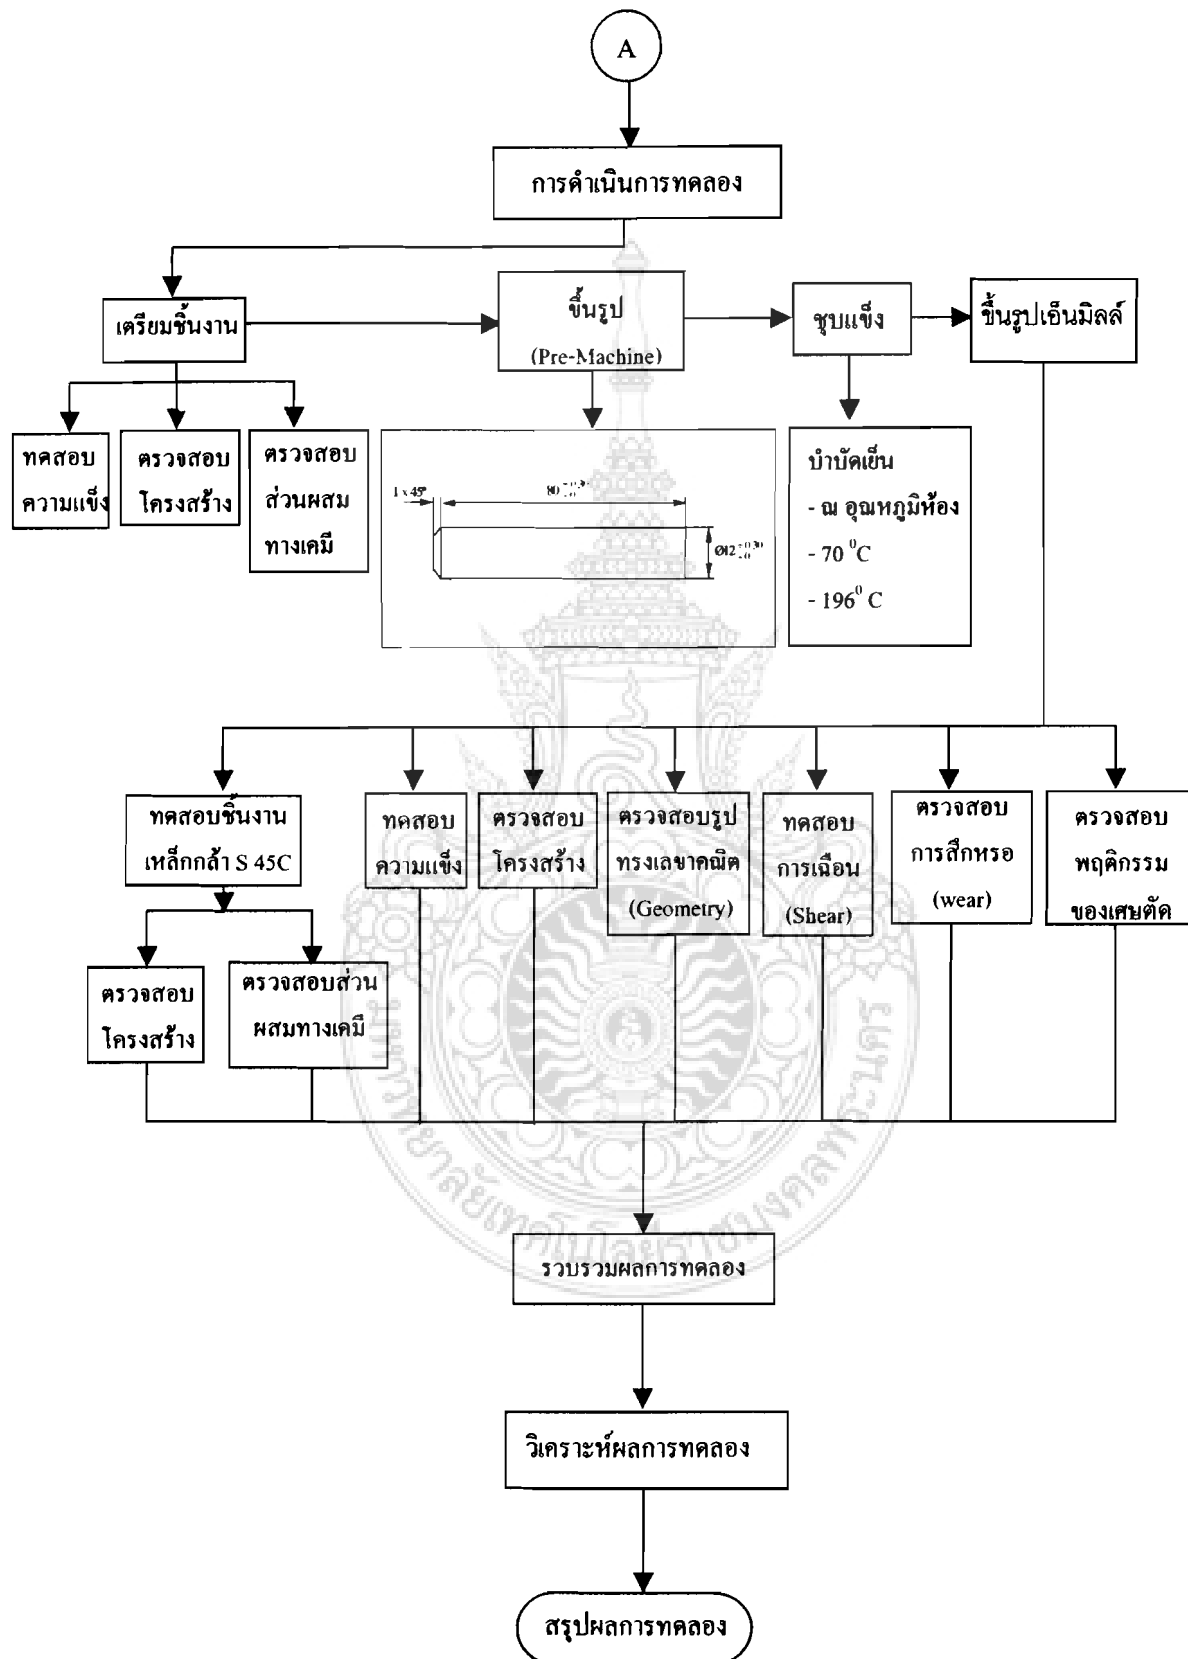 A
การดำเนินการทดลอง
เตรียมชิ้นงาน
ขึ้นรูป
(Pre-Machine)
ชุบแข็ง
ขึ้นรูปเอ็นมิลล์
ทดสอบ
ความแข็ง
ตรวจสอบ
โครงสร้าง
ตรวจสอบ
ส่วนผสม
ทางเคมี
1 x 45°
80
Ø12
บำบัดเย็น
- ณ อุณหภูมิห้อง
- 70 ⁰C
- 196⁰ C
ทดสอบชิ้นงาน
เหล็กกล้า S 45C
ทดสอบ
ความแข็ง
ตรวจสอบ
โครงสร้าง
ตรวจสอบรูป
ทรงเลขาคณิต
(Geometry)
ทดสอบ
การเฉือน
(Shear)
ตรวจสอบ
การสึกหรอ
(wear)
ตรวจสอบ
พฤติกรรม
ของเศษตัด
ตรวจสอบ
โครงสร้าง
ตรวจสอบส่วน
ผสมทางเคมี
รวบรวมผลการทดลอง
วิเคราะห์ผลการทดลอง
สรุปผลการทดลอง